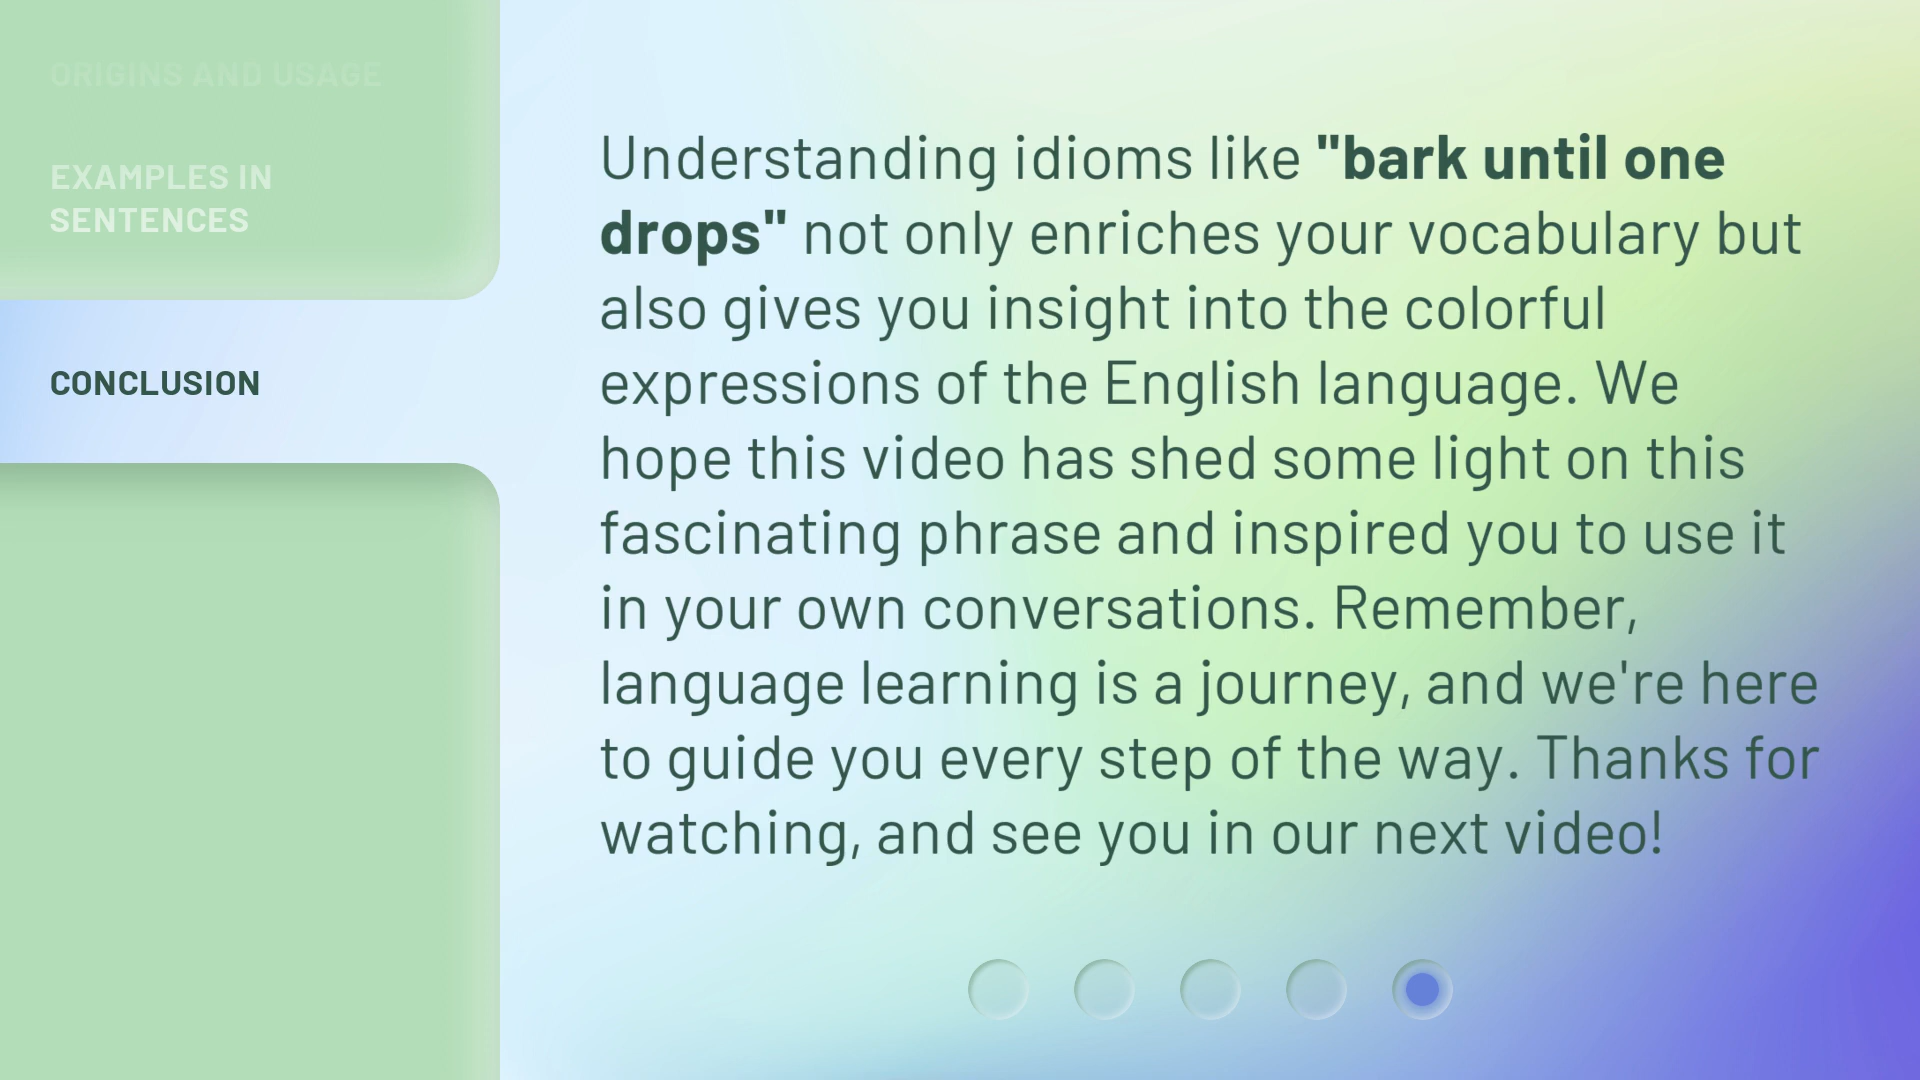 ORIGINS AND USAGE
EXAMPLES IN
SENTENCES
CONCLUSION
Understanding idioms like "bark until one
drops" not only enriches your vocabulary but
also gives you insight into the colorful
expressions of the English language. We
hope this video has shed some light on this
fascinating phrase and inspired you to use it
in your own conversations. Remember,
language learning is a journey, and we're here
to guide you every step of the way. Thanks for
watching, and see you in our next video!